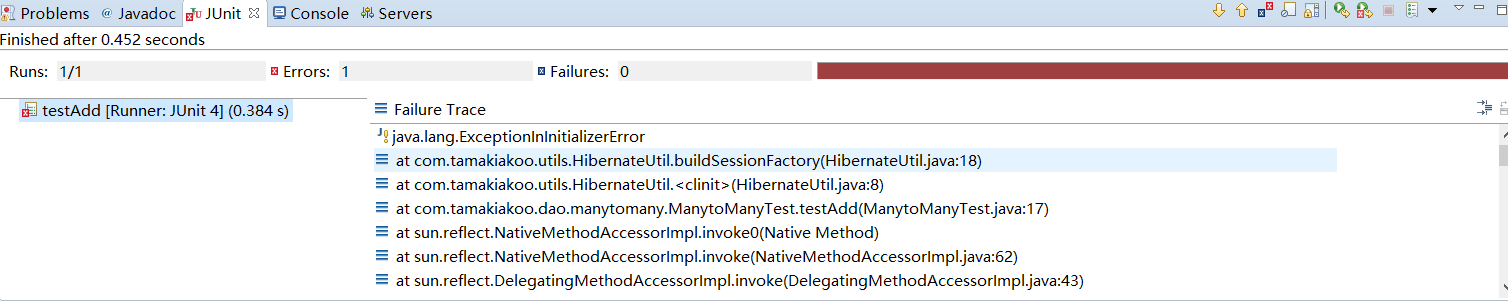 Problems @ Javadoc JUnit Console Servers
Finished after 0.452 seconds
Runs: 1/1 Errors: 1 Failures: 0
testAdd [Runner: JUnit 4] (0.384 s)
Failure Trace
java.lang.ExceptionInInitializerError
at com.tamakiakoo.utils.HibernateUtil.buildSessionFactory(HibernateUtil.java:18)
at com.tamakiakoo.utils.HibernateUtil.<clinit>(HibernateUtil.java:8)
at com.tamakiakoo.dao.manytomany.ManytoManyTest.testAdd(ManytoManyTest.java:17)
at sun.reflect.NativeMethodAccessorImpl.invoke0(Native Method)
at sun.reflect.NativeMethodAccessorImpl.invoke(NativeMethodAccessorImpl.java:62)
at sun.reflect.DelegatingMethodAccessorImpl.invoke(DelegatingMethodAccessorImpl.java:43)